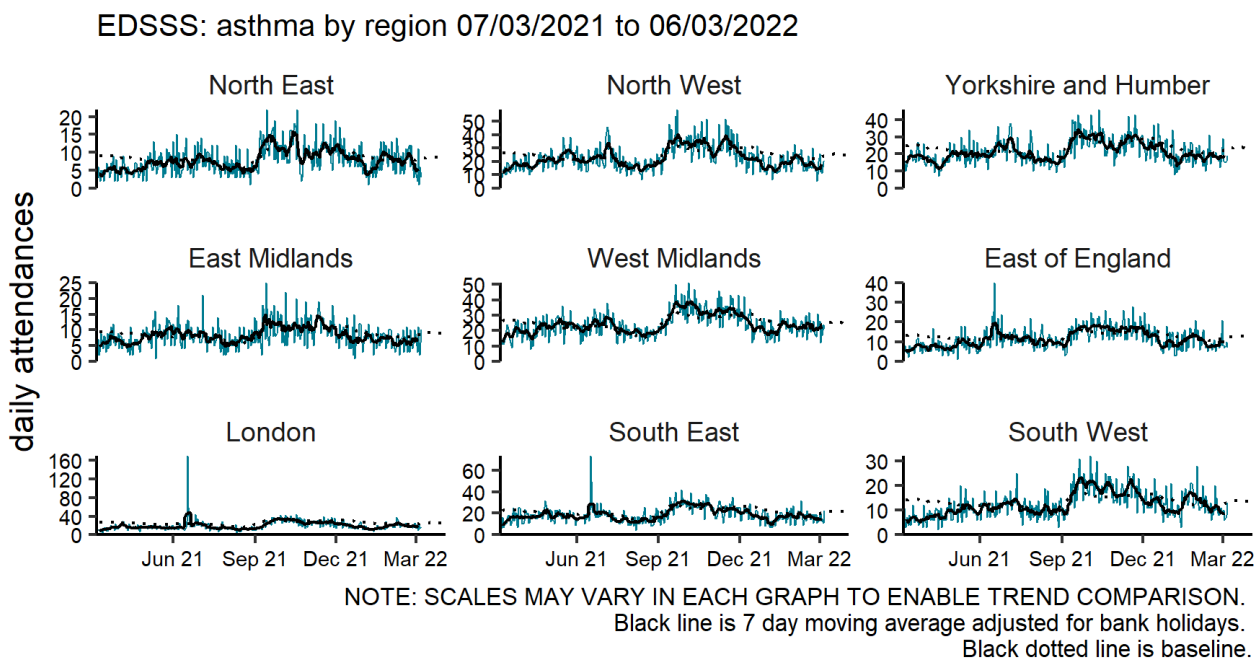 EDSSS: asthma by region 07/03/2021 to 06/03/2022
daily attendances
North East
20
15
10
5
0
North West
50
40
30
20
10
0
Yorkshire and Humber
40
30
20
10
0
East Midlands
25
20
15
10
5
0
West Midlands
50
40
30
20
10
0
East of England
40
30
20
10
0
London
160
120
80
40
0
Jun 21 Sep 21 Dec 21 Mar 22
South East
60
40
20
0
Jun 21 Sep 21 Dec 21 Mar 22
South West
30
20
10
0
Jun 21 Sep 21 Dec 21 Mar 22
NOTE: SCALES MAY VARY IN EACH GRAPH TO ENABLE TREND COMPARISON.
Black line is 7 day moving average adjusted for bank holidays.
Black dotted line is baseline.